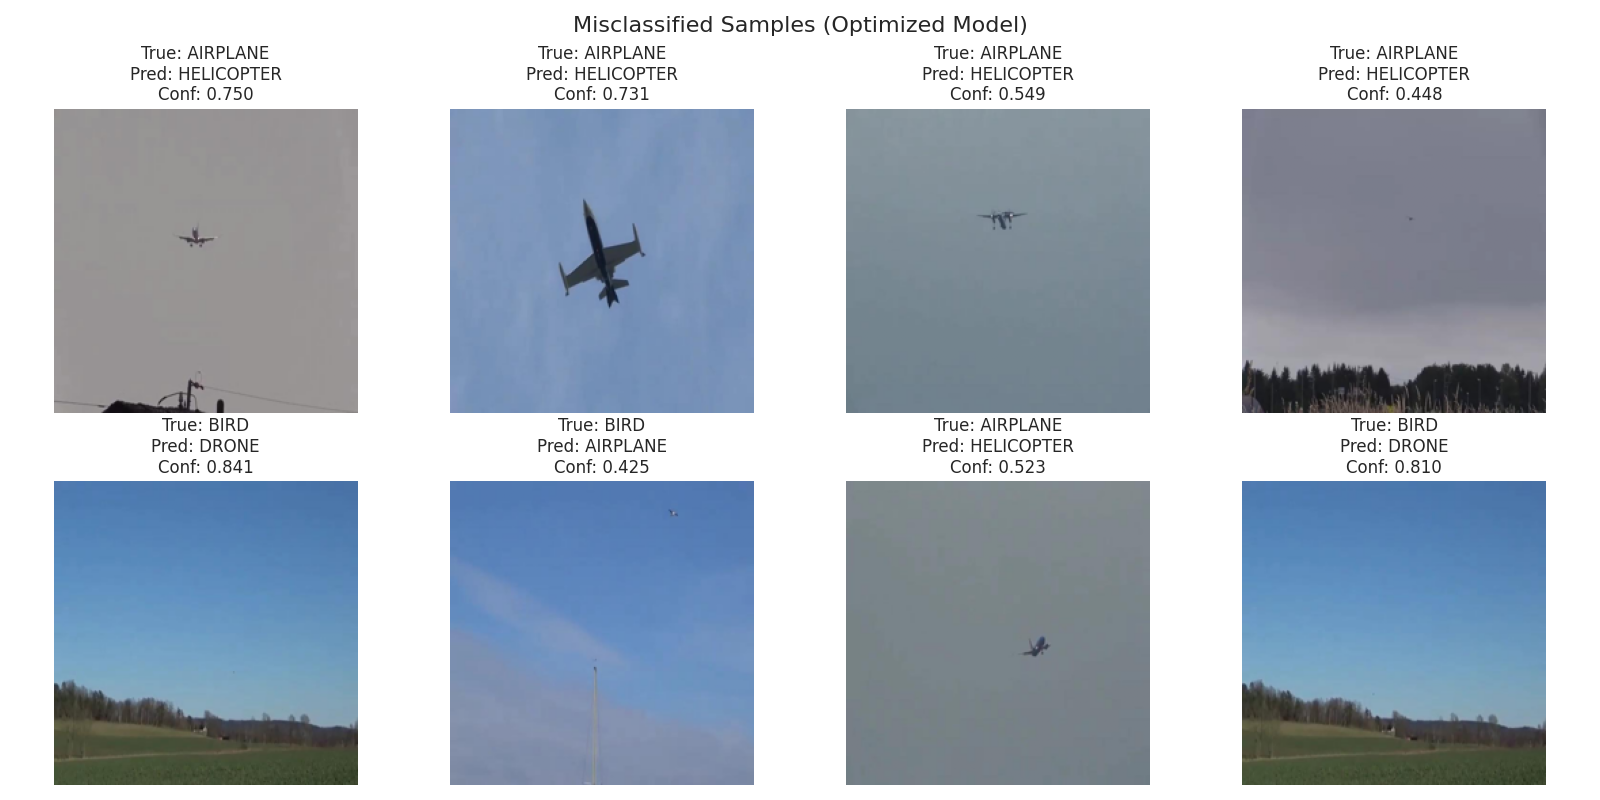 Misclassified Samples (Optimized Model)
True: AIRPLANE
Pred: HELICOPTER
Conf: 0.750
True: AIRPLANE
Pred: HELICOPTER
Conf: 0.731
True: AIRPLANE
Pred: HELICOPTER
Conf: 0.549
True: AIRPLANE
Pred: HELICOPTER
Conf: 0.448
True: BIRD
Pred: DRONE
Conf: 0.841
True: BIRD
Pred: AIRPLANE
Conf: 0.425
True: AIRPLANE
Pred: HELICOPTER
Conf: 0.523
True: BIRD
Pred: DRONE
Conf: 0.810